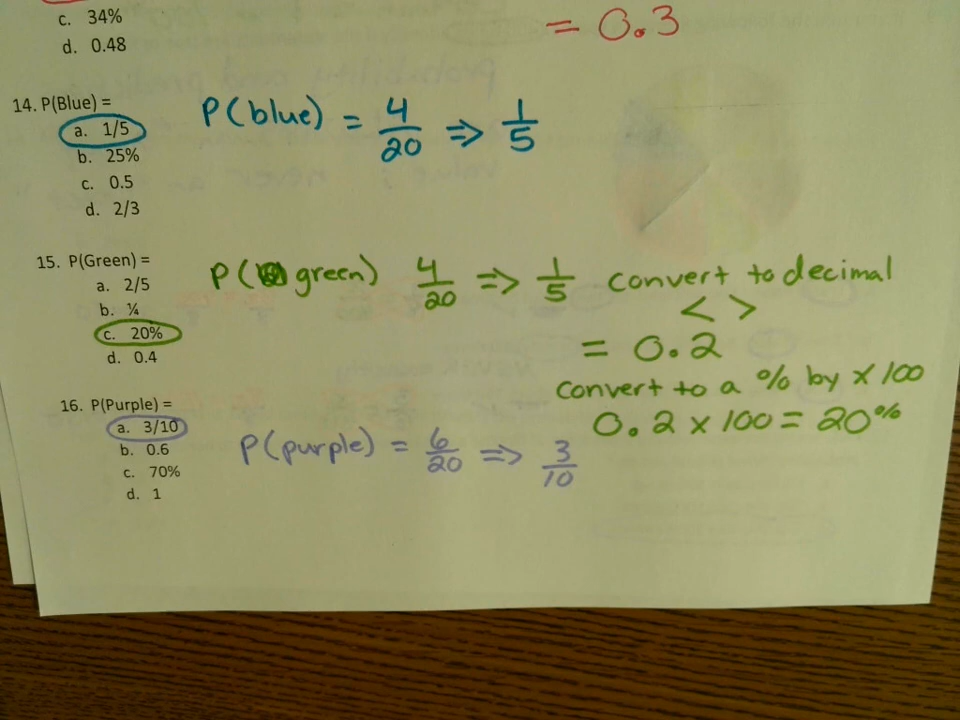 c. 34%
= 0.3
d. 0.48
14. P(Blue) =
P(blue) = 4/20 => 1/5
a. 1/5
b. 25%
c. 0.5
d. 2/3
15. P(Green) =
P( green) 4/20 => 1/5 convert to decimal
< >
a. 2/5
b. ¼
c. 20%
= 0.2
d. 0.4
convert to a % by x 100
0.2 x 100 = 20%
16. P(Purple) =
a. 3/10
P(purple) = 6/20 => 3/10
b. 0.6
c. 70%
d. 1